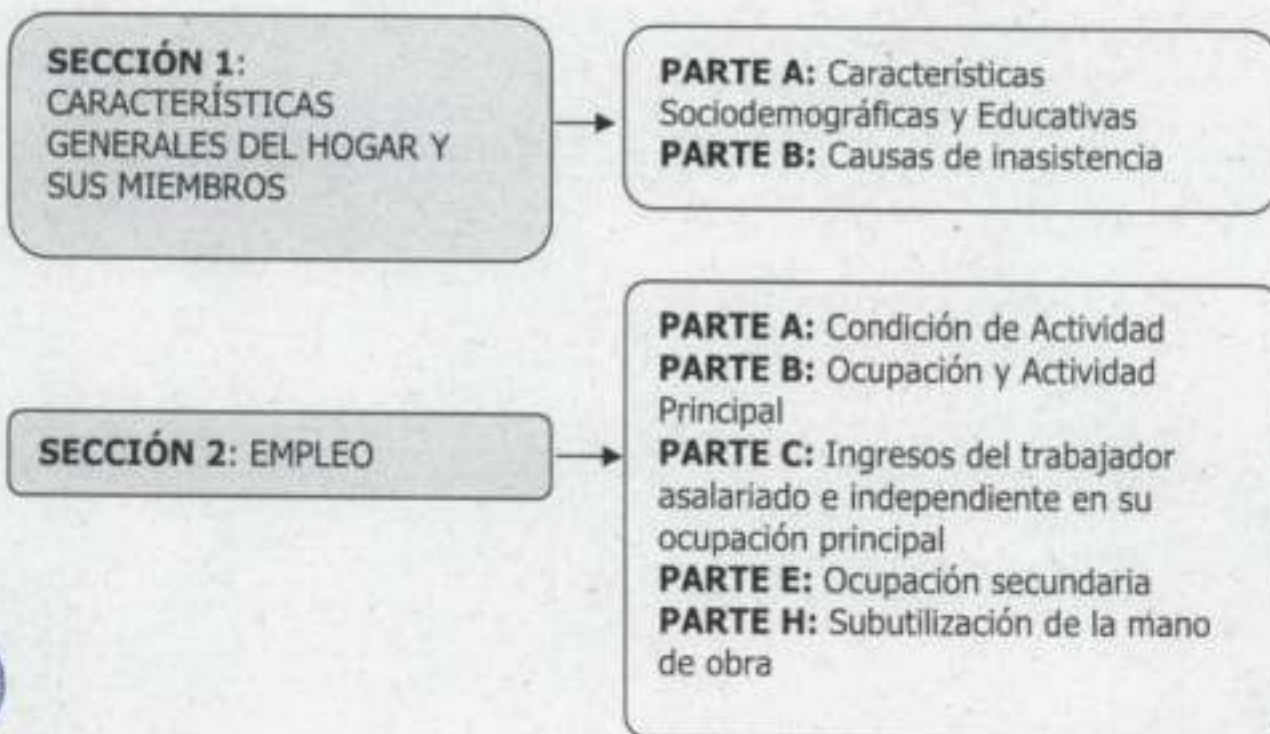 SECCIÓN 1:
CARACTERÍSTICAS
GENERALES DEL HOGAR Y
SUS MIEMBROS
PARTE A: Características
Sociodemográficas y Educativas
PARTE B: Causas de inasistencia
SECCIÓN 2: EMPLEO
PARTE A: Condición de Actividad
PARTE B: Ocupación y Actividad
Principal
PARTE C: Ingresos del trabajador
asalariado e independiente en su
ocupación principal
PARTE E: Ocupación secundaria
PARTE H: Subutilización de la mano
de obra